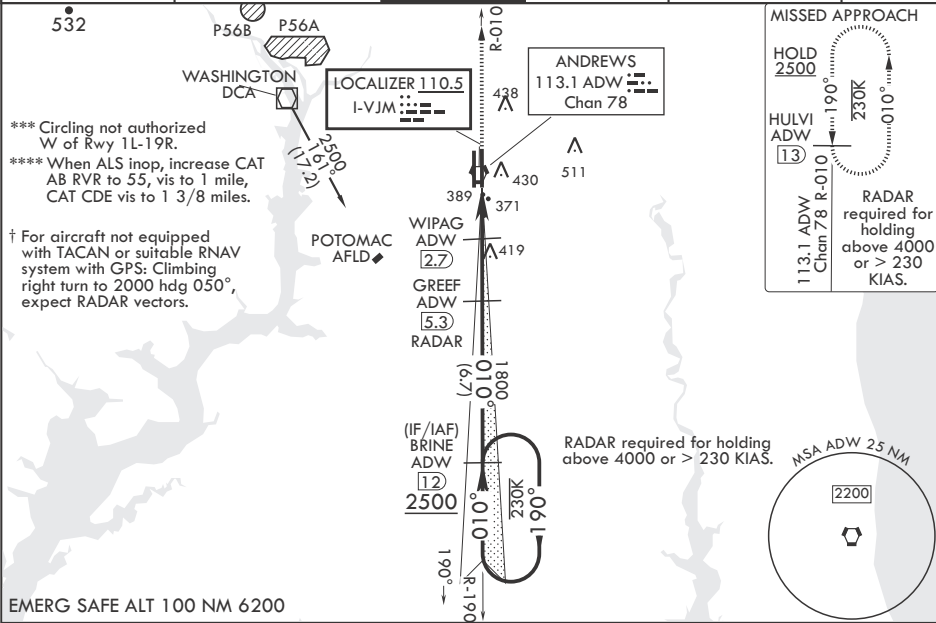 532
P56B
P56A
WASHINGTON
DCA
2500
161°
(17.2)
*** Circling not authorized
W of Rwy 1L-19R.
**** When ALS inop, increase CAT
AB RVR to 55, vis to 1 mile,
CAT CDE vis to 1 3/8 miles.
† For aircraft not equipped
with TACAN or suitable RNAV
system with GPS: Climbing
right turn to 2000 hdg 050°,
expect RADAR vectors.
LOCALIZER 110.5
I-VJM
R-010
438
ANDREWS
113.1 ADW
Chan 78
511
430
389
371
POTOMAC
AFLD
WIPAG
ADW
2.7
419
GREEF
ADW
5.3
RADAR
1800
010°
(6.7)
(IF/IAF)
BRINE
ADW
12
2500
010°
230K
190°
190°
R-190
RADAR required for holding
above 4000 or > 230 KIAS.
EMERG SAFE ALT 100 NM 6200
MISSED APPROACH
HOLD
2500
190°
230K
010°
HULVI
ADW
13
113.1 ADW
Chan 78 R-010
RADAR
required for
holding
above 4000
or > 230
KIAS.
MSA ADW 25 NM
2200